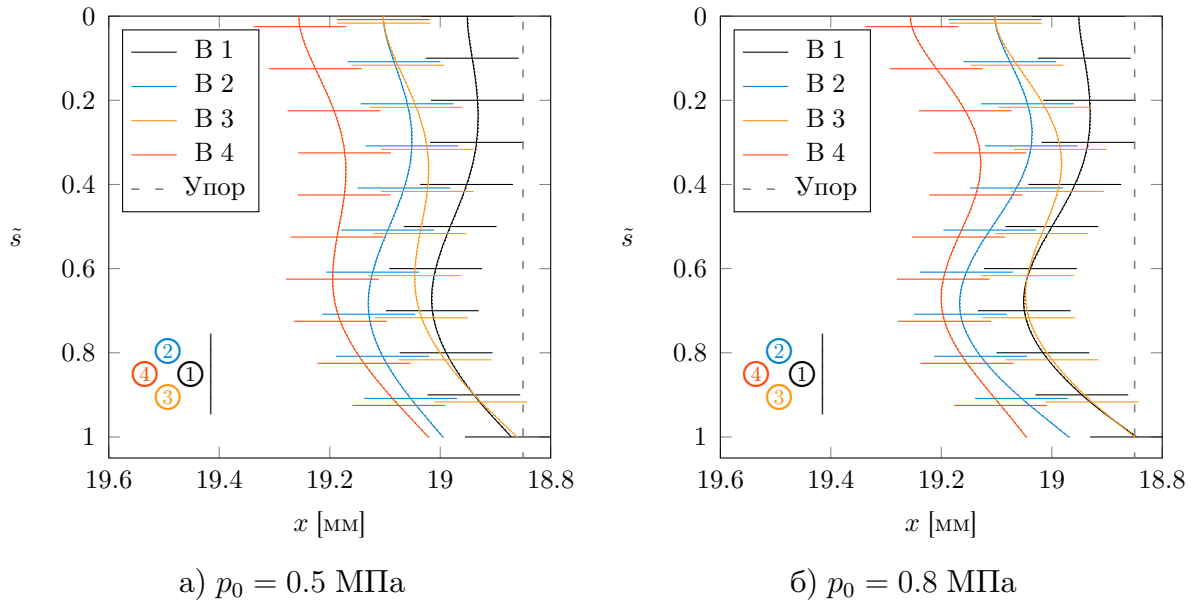 0
0.2
0.4
0.6
0.8
1
s̃
В 1
В 2
В 3
В 4
Упор
2
4
1
3
19.6
19.4
19.2
19
18.8
x [мм]
а) p₀ = 0.5 МПа
0
0.2
0.4
0.6
0.8
1
s̃
В 1
В 2
В 3
В 4
Упор
2
4
1
3
19.6
19.4
19.2
19
18.8
x [мм]
б) p₀ = 0.8 МПа